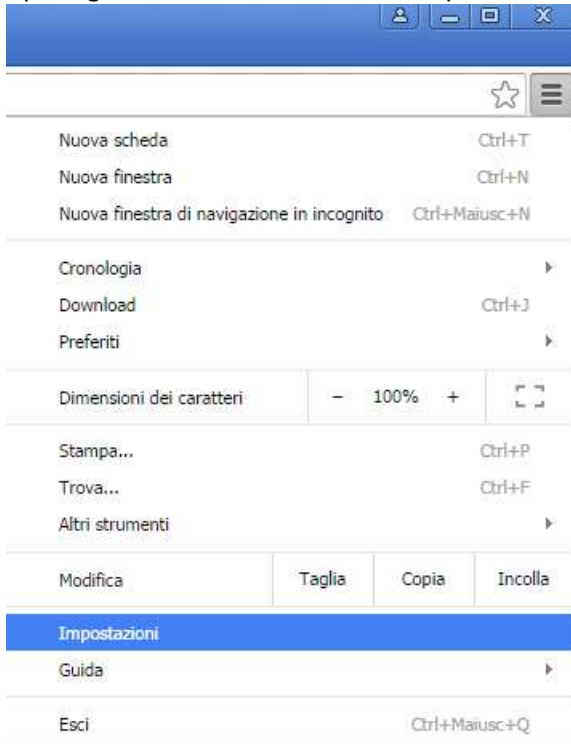 Nuova scheda Ctrl+T
Nuova finestra Ctrl+N
Nuova finestra di navigazione in incognito Ctrl+Maiusc+N
Cronologia
Download Ctrl+J
Preferiti
Dimensioni dei caratteri - 100% +
Stampa... Ctrl+P
Trova... Ctrl+F
Altri strumenti
Modifica Taglia Copia Incolla
Impostazioni
Guida
Esci Ctrl+Maiusc+Q